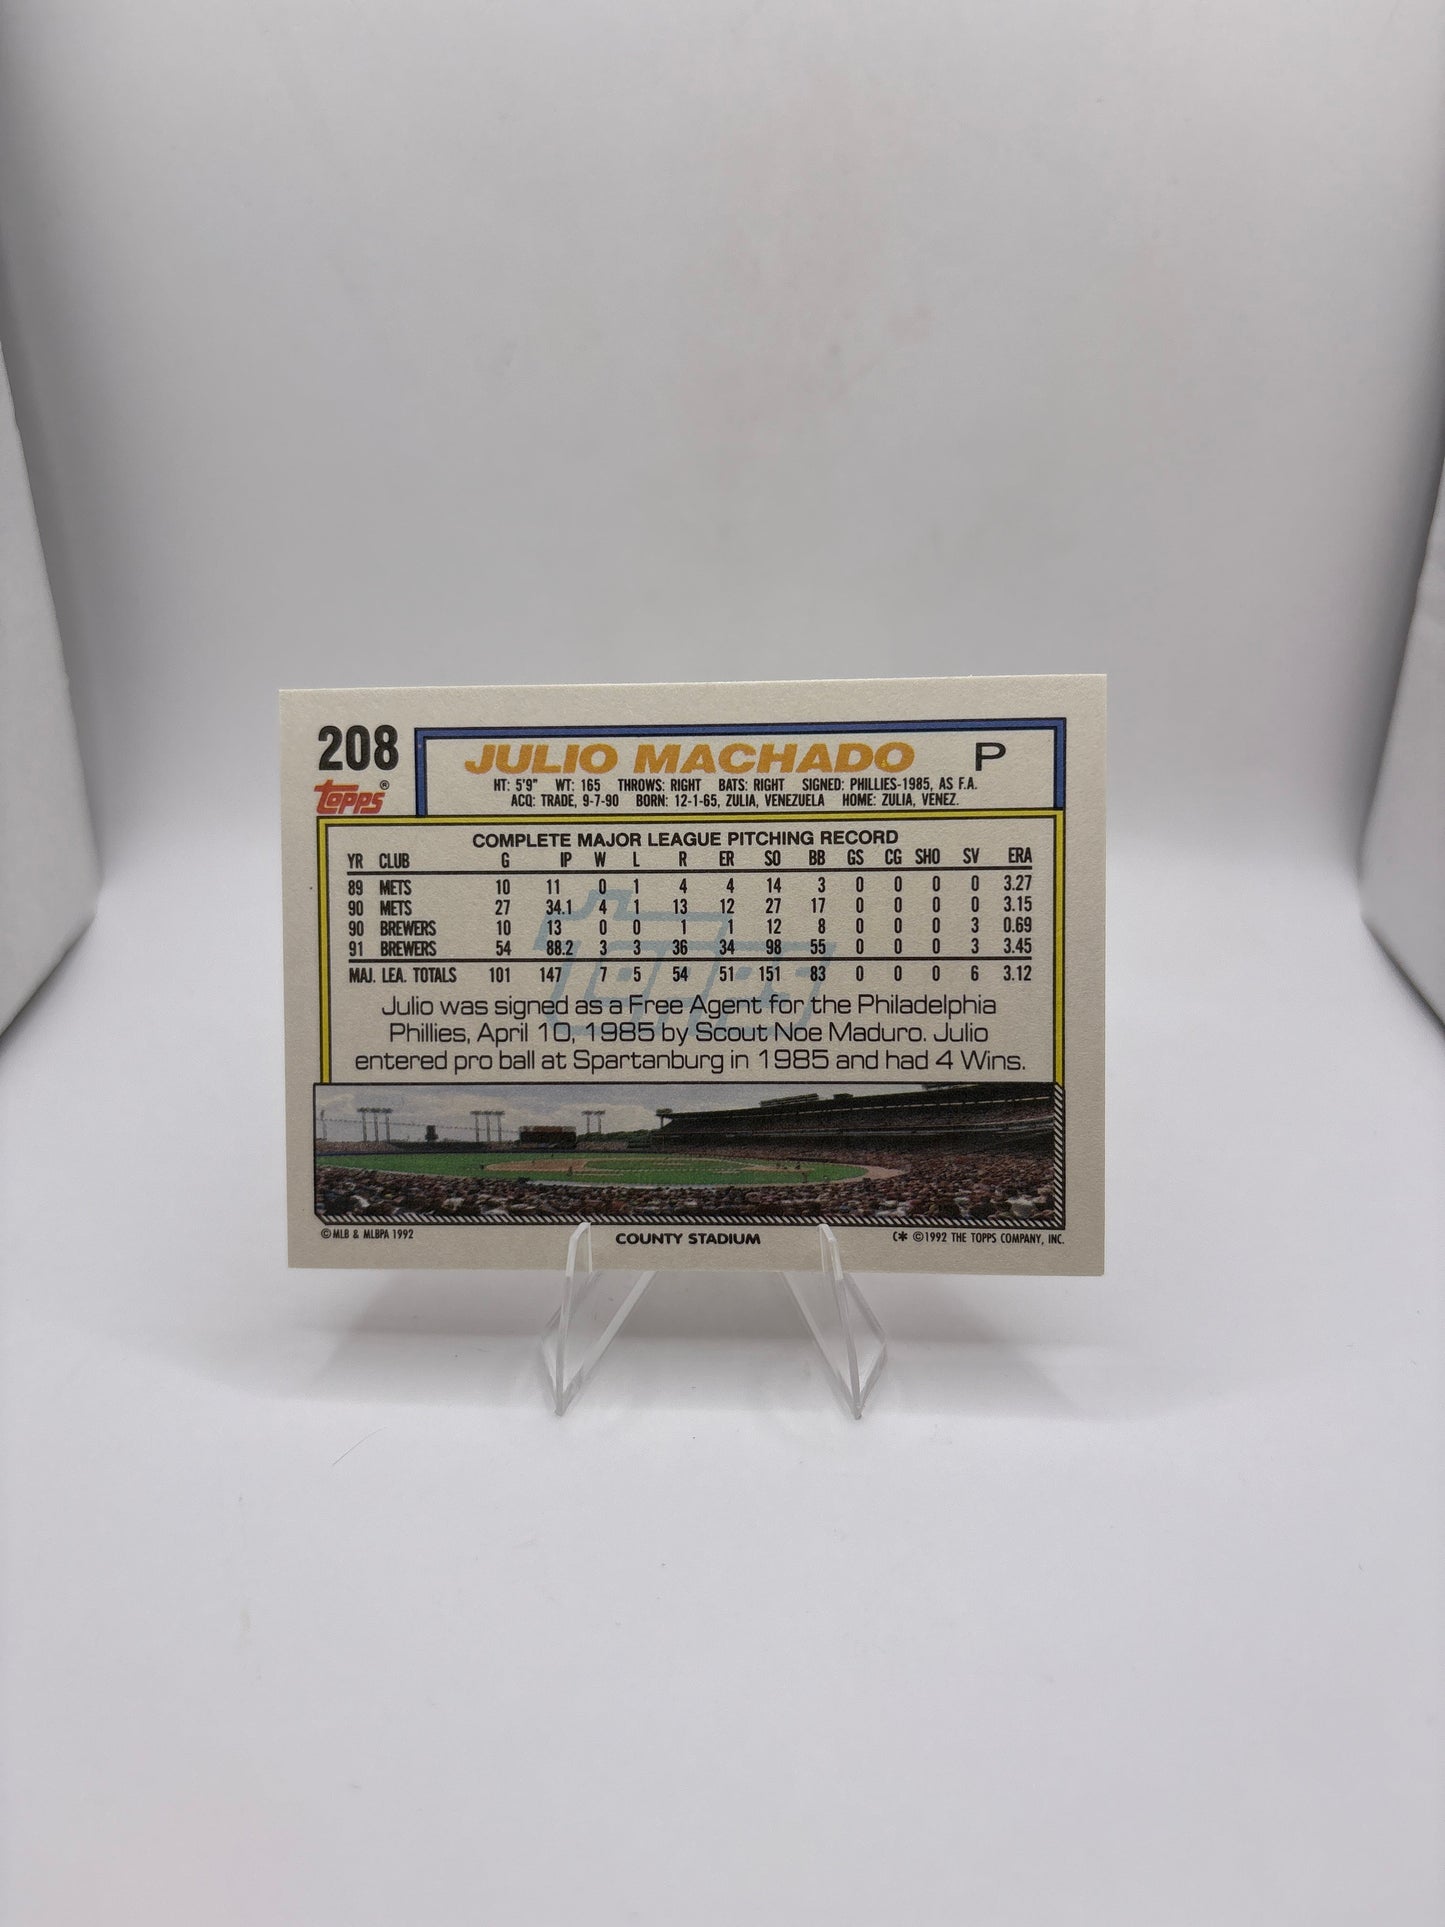 208
topps®
JULIO MACHADO P
HT: 5'9" WT: 165 THROWS: RIGHT BATS: RIGHT SIGNED: PHILLIES-1985, AS F.A.
ACQ: TRADE, 9-7-90 BORN: 12-1-65, ZULIA, VENEZUELA HOME: ZULIA, VENEZ.
COMPLETE MAJOR LEAGUE PITCHING RECORD
YR CLUB G IP W L R ER SO BB GS CG SHO SV ERA
89 METS 10 11 0 1 4 4 14 3 0 0 0 0 3.27
90 METS 27 34.1 4 1 13 12 27 17 0 0 0 0 3.15
90 BREWERS 10 13 0 0 1 1 12 8 0 0 0 3 0.69
91 BREWERS 54 88.2 3 3 36 34 98 55 0 0 0 3 3.45
MAJ. LEA. TOTALS 101 147 7 5 54 51 151 83 0 0 0 6 3.12
topps
Julio was signed as a Free Agent for the Philadelphia
Phillies, April 10, 1985 by Scout Noe Maduro. Julio
entered pro ball at Spartanburg in 1985 and had 4 Wins.
© MLB & MLBPA 1992
COUNTY STADIUM
C* ©1992 THE TOPPS COMPANY, INC.